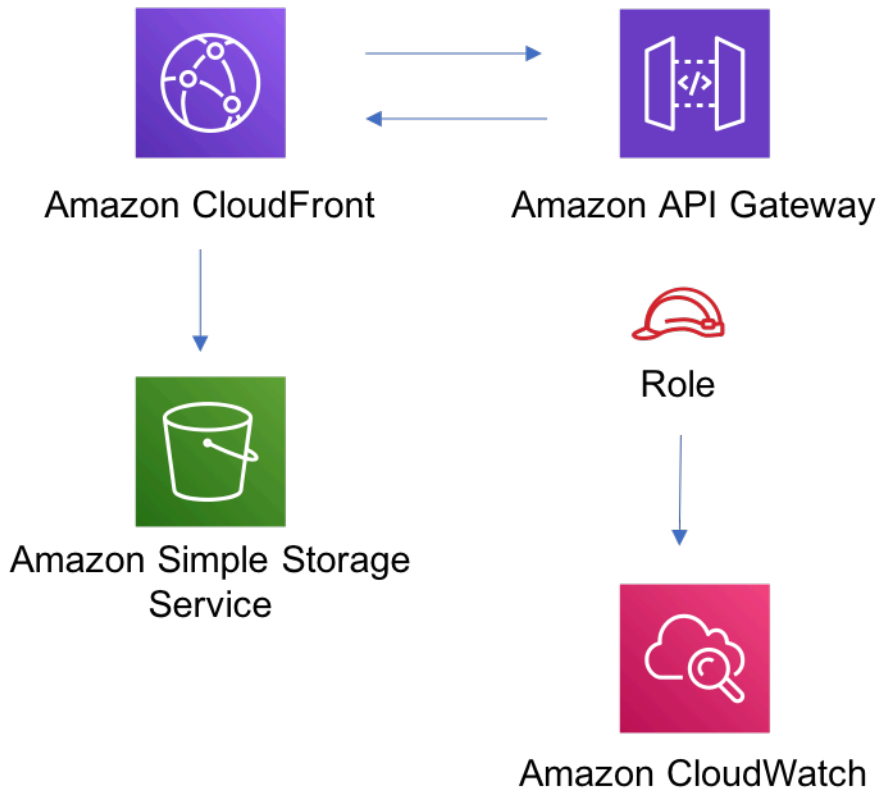 </>
Amazon CloudFront
Amazon API Gateway
Role
Amazon Simple Storage
Service
Amazon CloudWatch